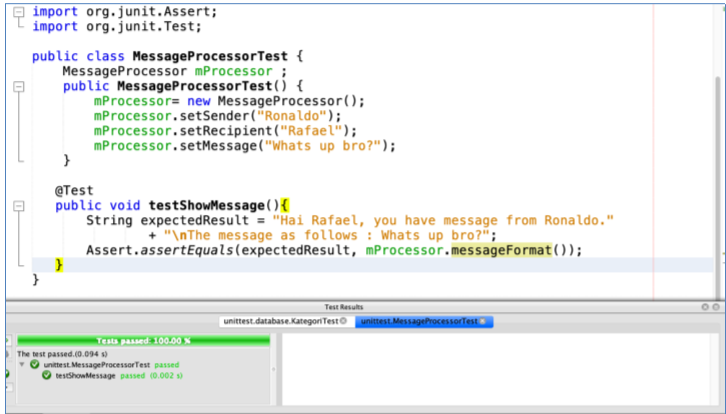 import org.junit.Assert;
import org.junit.Test;
public class MessageProcessorTest {
MessageProcessor mProcessor ;
public MessageProcessorTest() {
mProcessor= new MessageProcessor();
mProcessor.setSender("Ronaldo");
mProcessor.setRecipient("Rafael");
mProcessor.setMessage("Whats up bro?");
}
@Test
public void testShowMessage(){
String expectedResult = "Hai Rafael, you have message from Ronaldo."
+ "\nThe message as follows : Whats up bro?";
Assert.assertEquals(expectedResult, mProcessor.messageFormat());
}
}
Test Results
unittest.database.KategoriTest
unittest.MessageProcessorTest
Tests passed: 100.00 %
The test passed.(0.094 s)
unittest.MessageProcessorTest passed
testShowMessage passed (0.002 s)